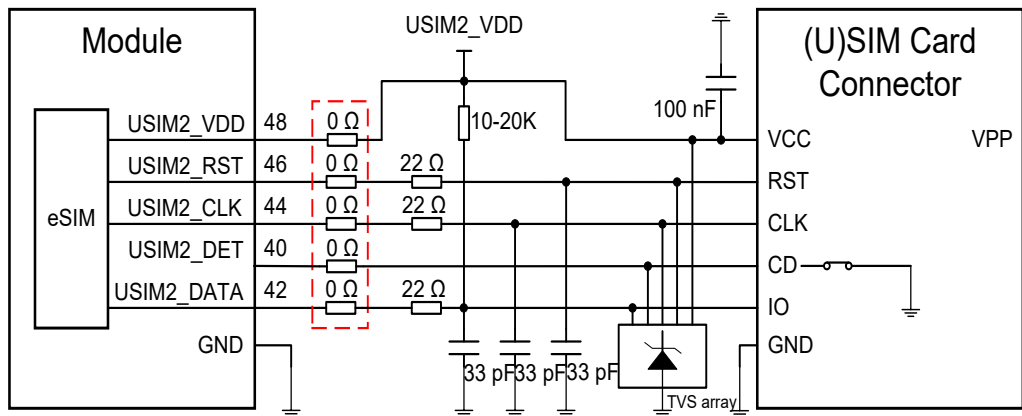 USIM2_VDD
Module
(U)SIM Card
Connector
100 nF
10-20K
USIM2_VDD 48 0 Ω
VCC VPP
USIM2_RST 46 0 Ω 22 Ω
RST
eSIM
USIM2_CLK 44 0 Ω 22 Ω
CLK
USIM2_DET 40 0 Ω
CD
USIM2_DATA 42 0 Ω 22 Ω
IO
GND
GND
33 pF 33 pF 33 pF
TVS array